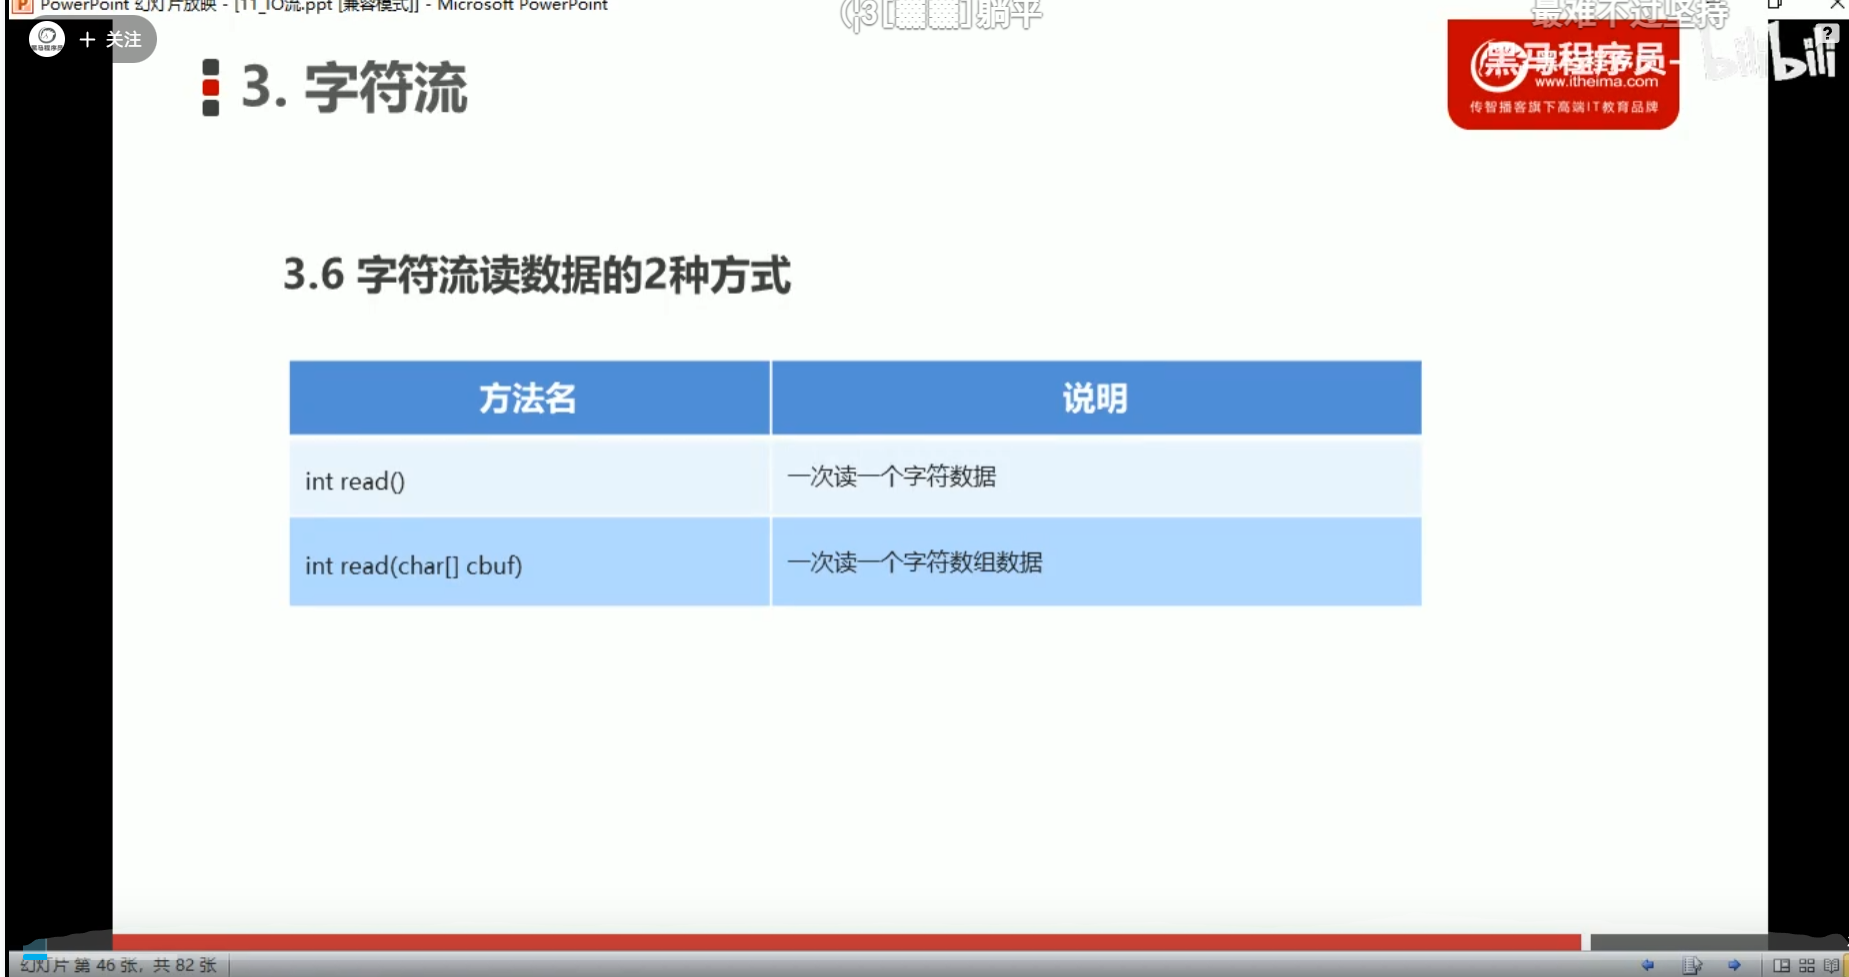 PowerPoint 幻灯片放映 - [11_IO流.ppt [兼容模式]] - Microsoft PowerPoint
躺平
最难不过坚持
+ 关注
3. 字符流
黑马程序员
www.itheima.com
传智播客旗下高端IT教育品牌
bilibili
3.6 字符流读数据的2种方式
方法名 说明
int read() 一次读一个字符数据
int read(char[] cbuf) 一次读一个字符数组数据
幻灯片 第 46 张，共 82 张